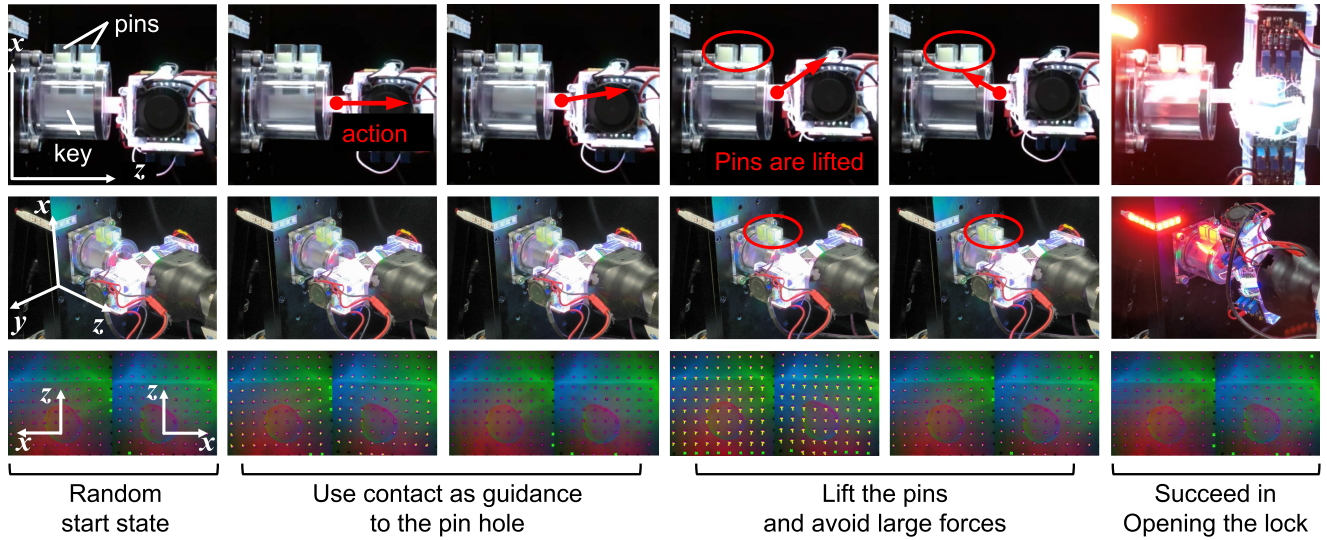 pins
x
key
z
action
Pins are lifted
x
y
z
z
z
x
x
Random
start state
Use contact as guidance
to the pin hole
Lift the pins
and avoid large forces
Succeed in
Opening the lock